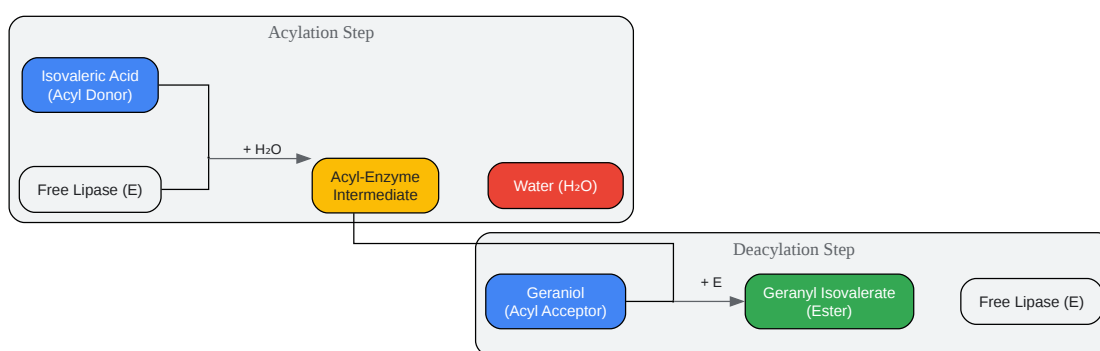 Acylation Step
Isovaleric Acid
(Acyl Donor)
+ H₂O
Free Lipase (E)
Acyl-Enzyme
Intermediate
Water (H₂O)
Deacylation Step
Geraniol
(Acyl Acceptor)
+ E
Geranyl Isovalerate
(Ester)
Free Lipase (E)